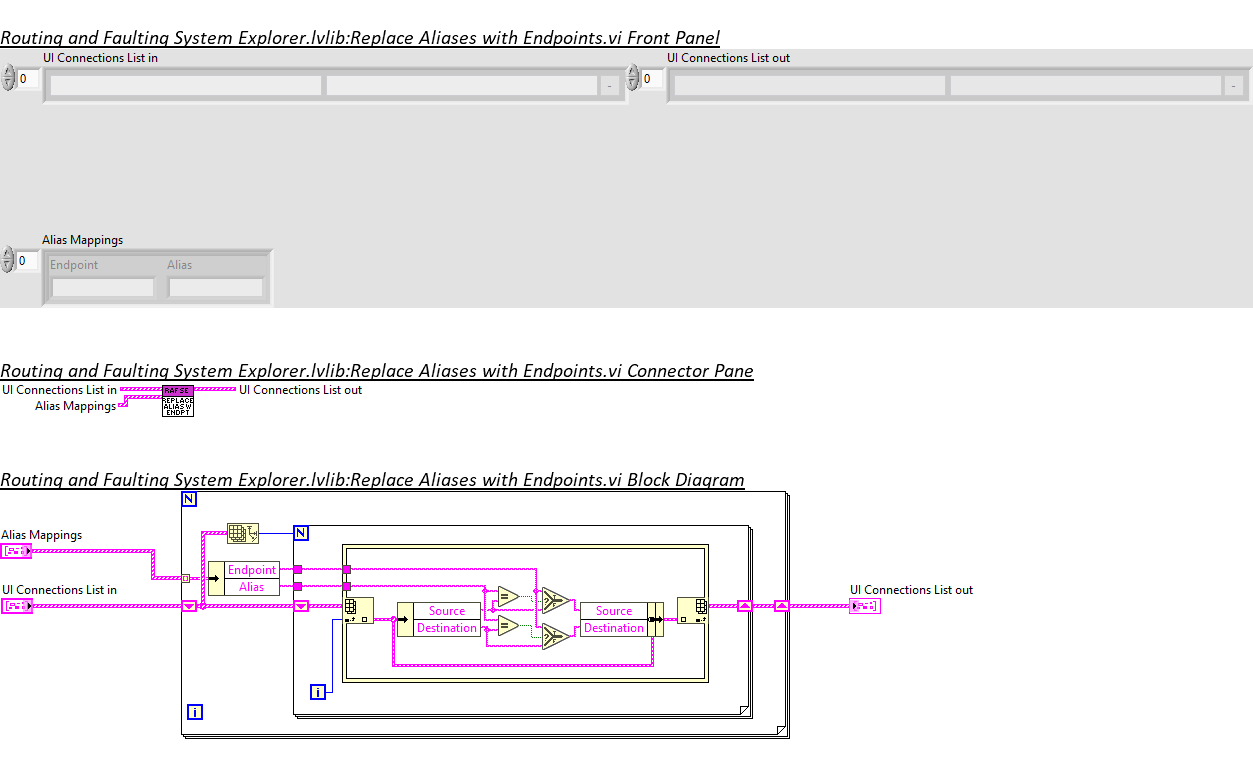 Routing and Faulting System Explorer.lvlib:Replace Aliases with Endpoints.vi Front Panel
UI Connections List in
UI Connections List out
0
-
0
-
Alias Mappings
0
Endpoint
Alias
Routing and Faulting System Explorer.lvlib:Replace Aliases with Endpoints.vi Connector Pane
UI Connections List in
RAFSE
UI Connections List out
Alias Mappings
REPLACE
ALIAS W
ENDPT
Routing and Faulting System Explorer.lvlib:Replace Aliases with Endpoints.vi Block Diagram
N
Alias Mappings
N
Endpoint
Alias
UI Connections List in
UI Connections List out
=
?
T
F
Source
Destination
=
?
T
F
Source
Destination
i
i